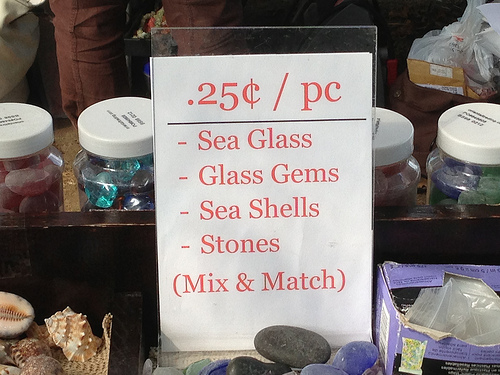 .25¢ / pc
- Sea Glass
- Glass Gems
- Sea Shells
- Stones
(Mix & Match)